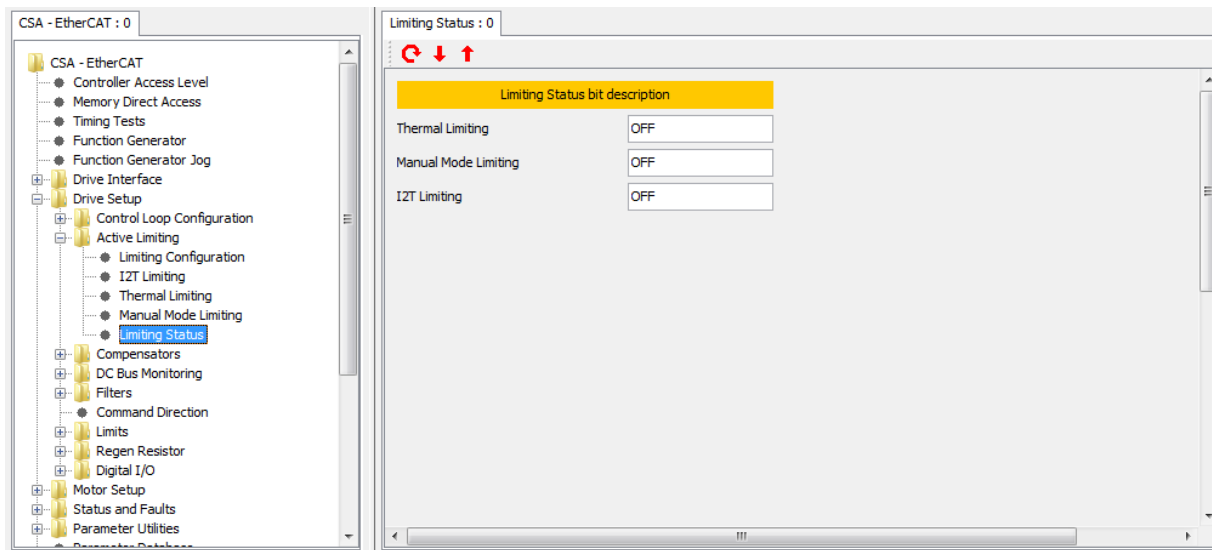 CSA - EtherCAT : 0
CSA - EtherCAT
Controller Access Level
Memory Direct Access
Timing Tests
Function Generator
Function Generator Jog
Drive Interface
Drive Setup
Control Loop Configuration
Active Limiting
Limiting Configuration
I2T Limiting
Thermal Limiting
Manual Mode Limiting
Limiting Status
Compensators
DC Bus Monitoring
Filters
Command Direction
Limits
Regen Resistor
Digital I/O
Motor Setup
Status and Faults
Parameter Utilities
Parameter Database
Limiting Status : 0
Limiting Status bit description
Thermal Limiting OFF
Manual Mode Limiting OFF
I2T Limiting OFF